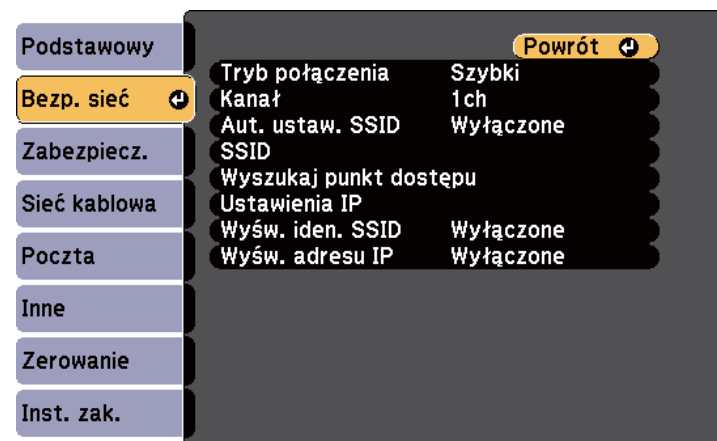 Podstawowy
Bezp. sieć
Zabezpiecz.
Sieć kablowa
Poczta
Inne
Zerowanie
Inst. zak.
Powrót
Tryb połączenia Szybki
Kanał 1ch
Aut. ustaw. SSID Wyłączone
SSID
Wyszukaj punkt dostępu
Ustawienia IP
Wyśw. iden. SSID Wyłączone
Wyśw. adresu IP Wyłączone